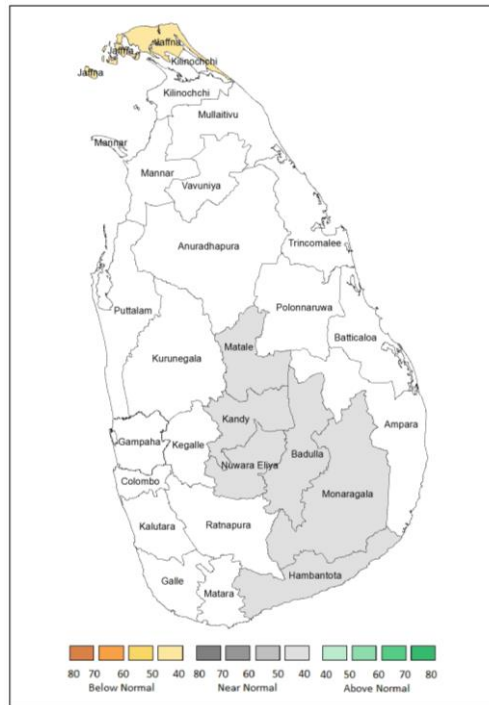 Jaffna
Jaffna
Kilinochchi
Jaffna
Kilinochchi
Mullaitivu
Mannar
Mannar
Vavuniya
Anuradhapura
Trincomalee
Polonnaruwa
Puttalam
Batticaloa
Matale
Kurunegala
Kandy
Ampara
Gampaha
Kegalle
Badulla
Nuwara Eliya
Colombo
Monaragala
Kalutara
Ratnapura
Hambantota
Galle
Matara
80 70 60 50 40 80 70 60 50 40 40 50 60 70 80
Below Normal Near Normal Above Normal